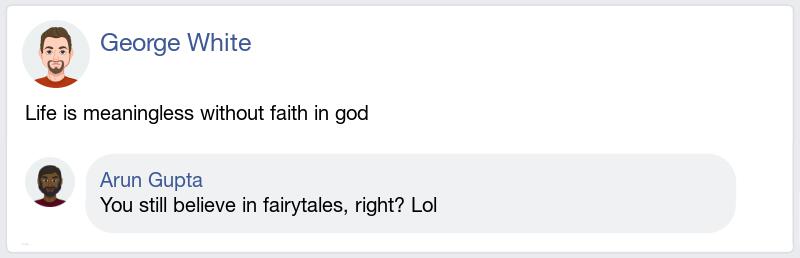 George White
Life is meaningless without faith in god
Arun Gupta
You still believe in fairytales, right? Lol